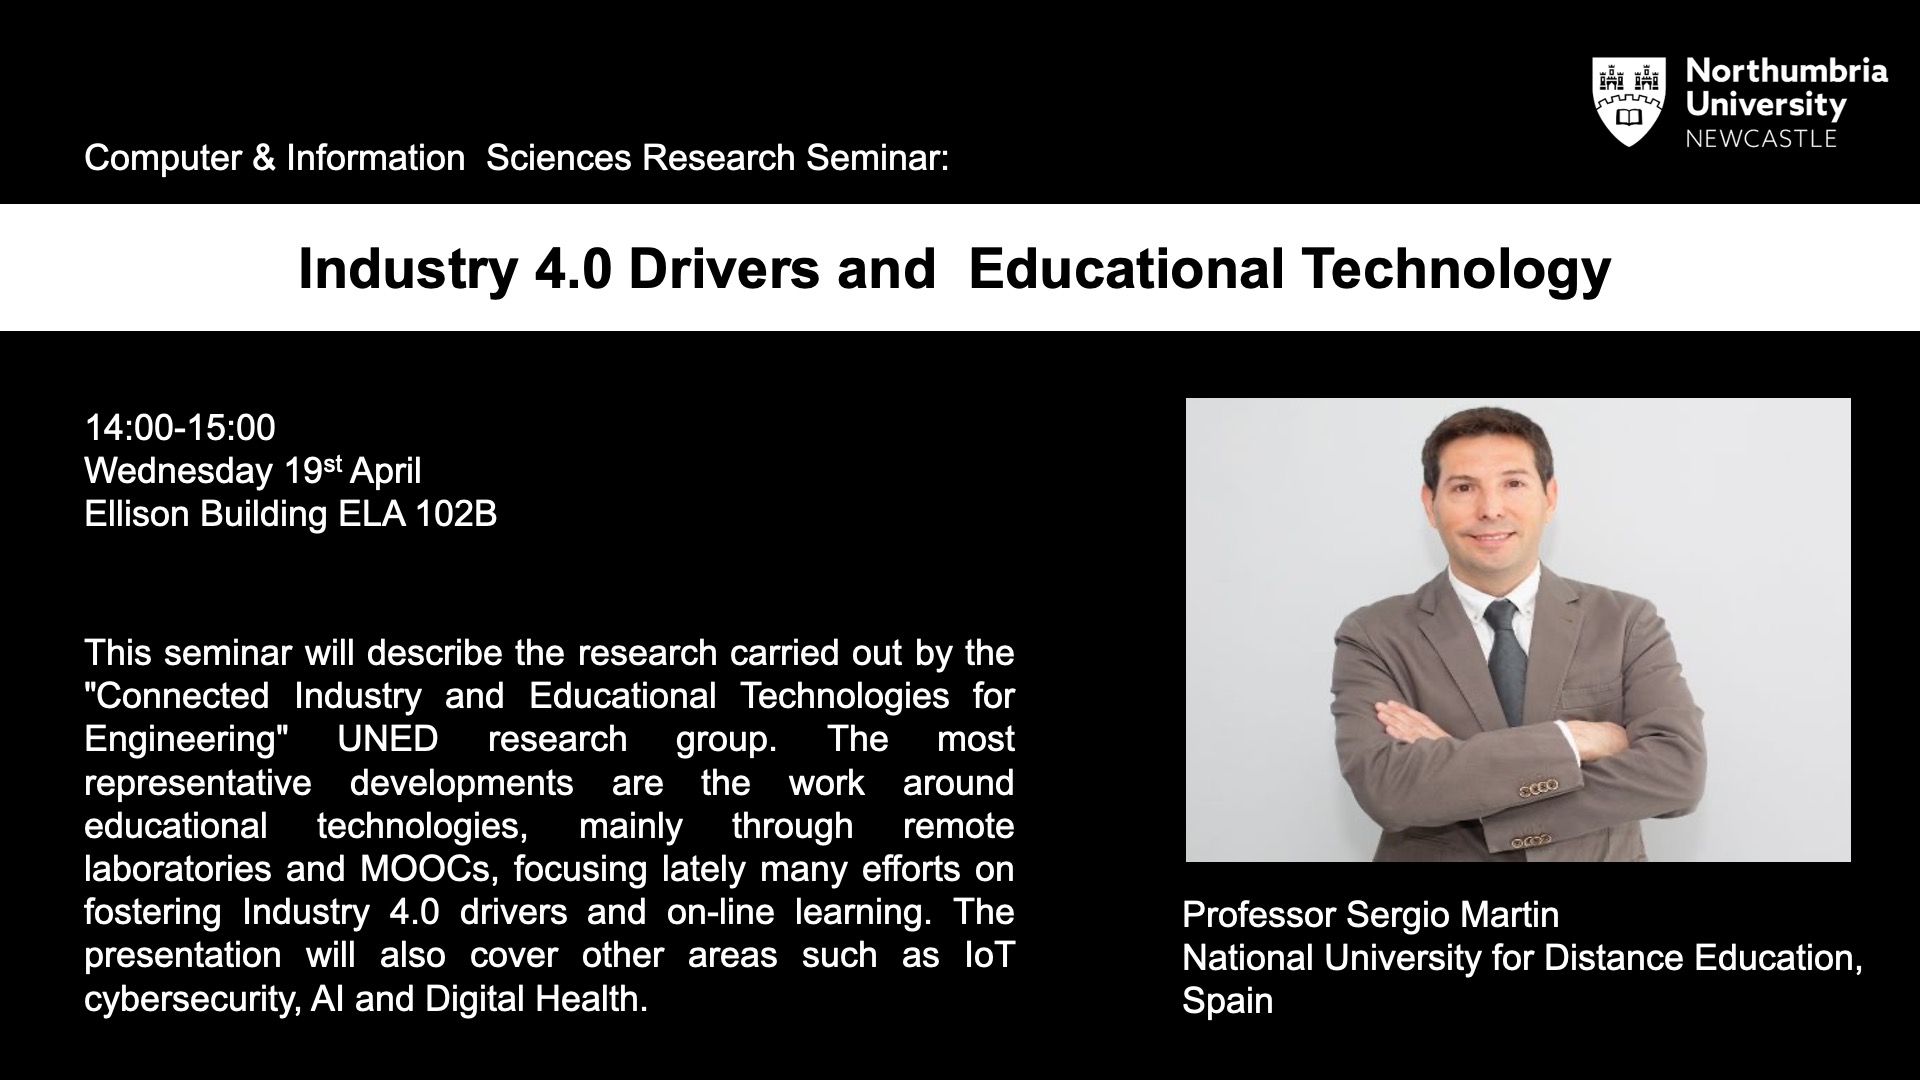 Northumbria
University
NEWCASTLE
Computer & Information  Sciences Research Seminar:
Industry 4.0 Drivers and  Educational Technology
14:00-15:00
Wednesday 19st April
Ellison Building ELA 102B
This seminar will describe the research carried out by the
"Connected Industry and Educational Technologies for
Engineering" UNED research group. The most
representative developments are the work around
educational technologies, mainly through remote
laboratories and MOOCs, focusing lately many efforts on
fostering Industry 4.0 drivers and on-line learning. The
presentation will also cover other areas such as IoT
cybersecurity, AI and Digital Health.
Professor Sergio Martin
National University for Distance Education,
Spain